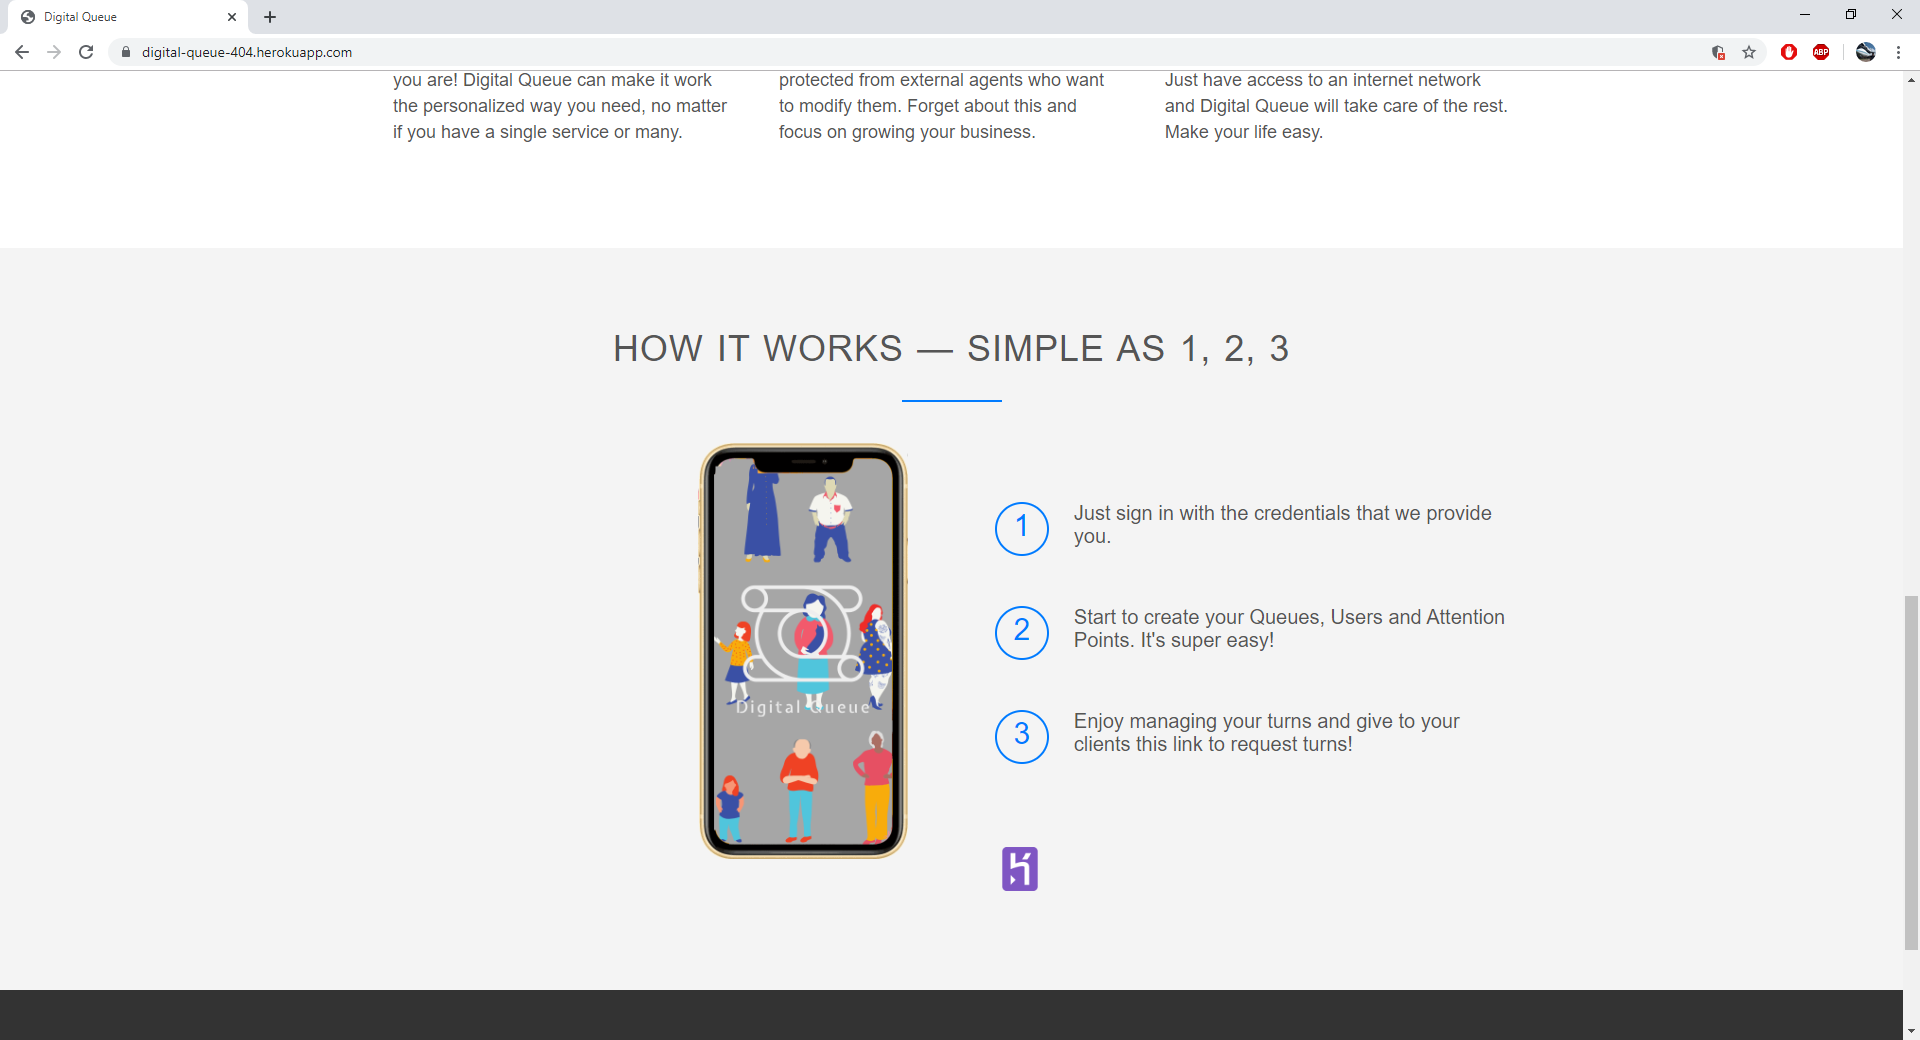 Digital Queue
digital-queue-404.herokuapp.com
ABP
you are! Digital Queue can make it work
the personalized way you need, no matter
if you have a single service or many.
protected from external agents who want
to modify them. Forget about this and
focus on growing your business.
Just have access to an internet network
and Digital Queue will take care of the rest.
Make your life easy.
HOW IT WORKS — SIMPLE AS 1, 2, 3
Digital Queue
1
Just sign in with the credentials that we provide
you.
2
Start to create your Queues, Users and Attention
Points. It's super easy!
3
Enjoy managing your turns and give to your
clients this link to request turns!